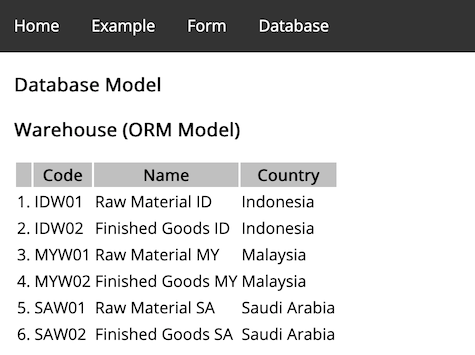 Home Example Form Database
Database Model
Warehouse (ORM Model)
Code Name Country
1. IDW01 Raw Material ID Indonesia
2. IDW02 Finished Goods ID Indonesia
3. MYW01 Raw Material MY Malaysia
4. MYW02 Finished Goods MY Malaysia
5. SAW01 Raw Material SA Saudi Arabia
6. SAW02 Finished Goods SA Saudi Arabia